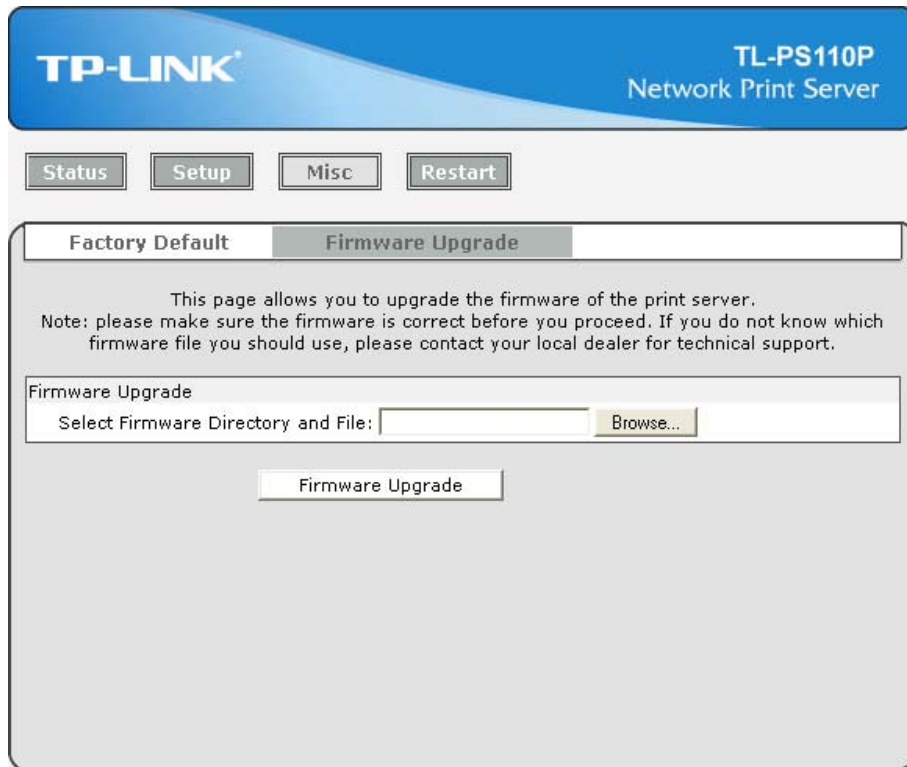 TP-LINK
TL-PS110P
Network Print Server
Status Setup Misc Restart
Factory Default Firmware Upgrade
This page allows you to upgrade the firmware of the print server.
Note: please make sure the firmware is correct before you proceed. If you do not know which
firmware file you should use, please contact your local dealer for technical support.
Firmware Upgrade
Select Firmware Directory and File: Browse...
Firmware Upgrade